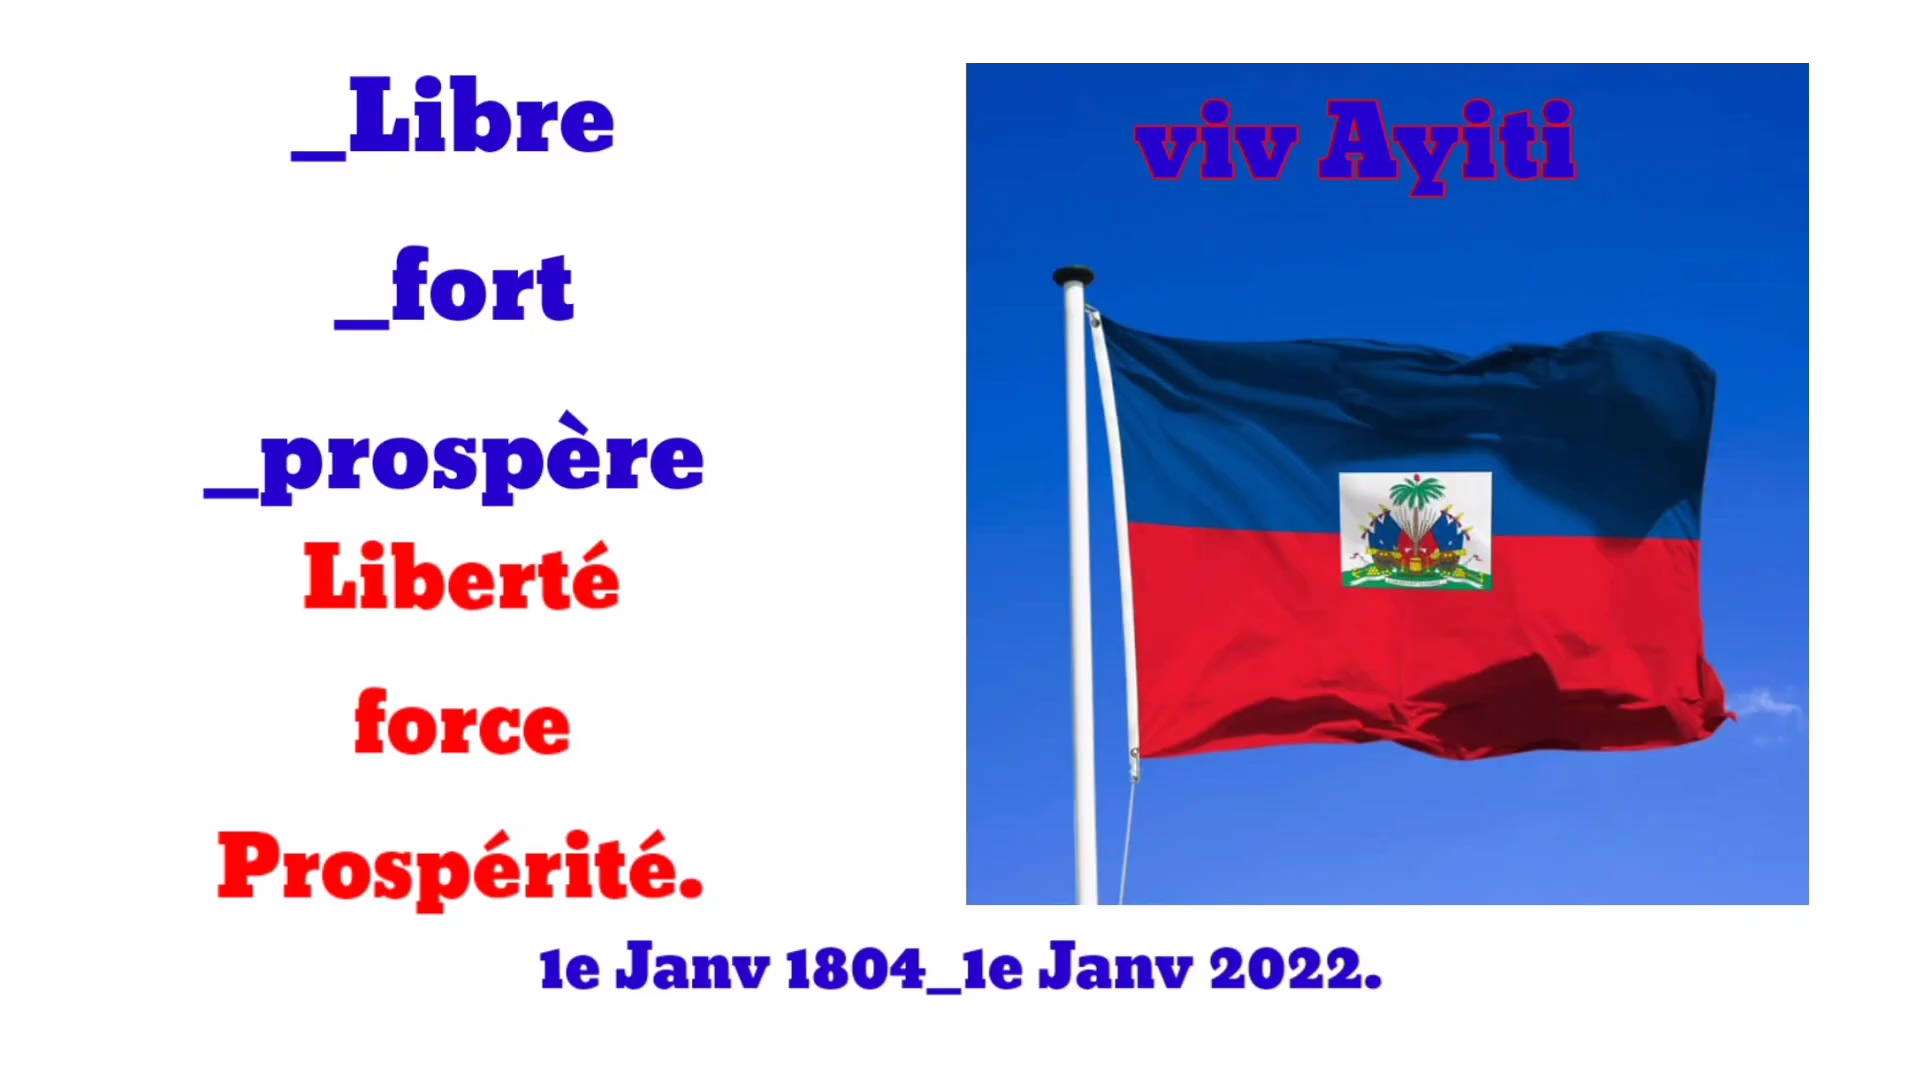 _Libre
_fort
_prospère
Liberté
force
Prospérité.
viv Ayiti
1e Janv 1804_1e Janv 2022.